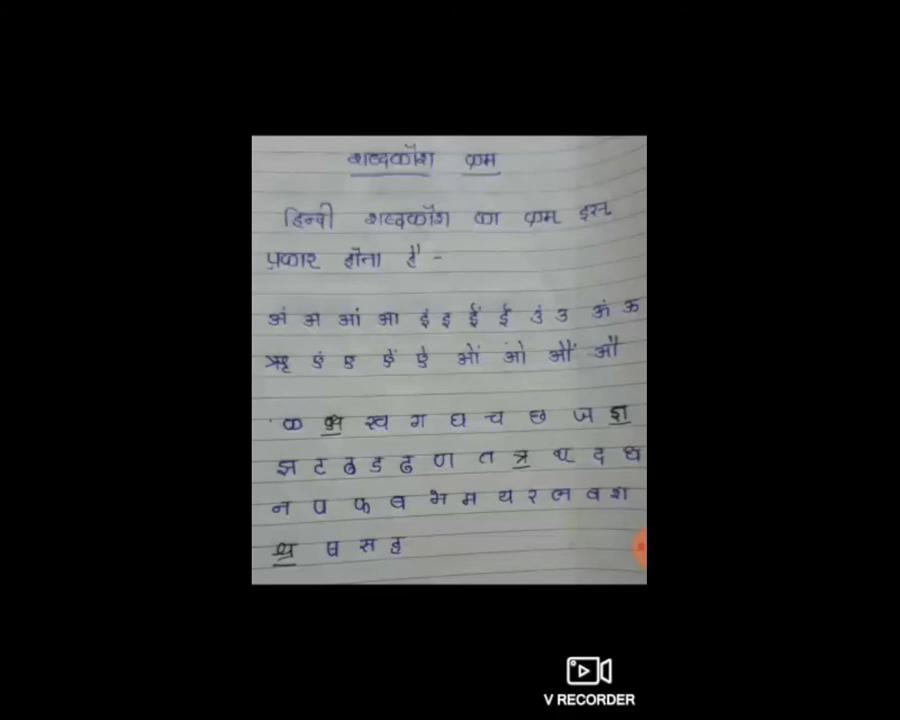 शब्दकोश क्रम
हिन्दी शब्दकोश का क्रम इस
प्रकार होता है -
अं अ आं आ इं इ ईं ई उं उ ऊं ऊ
ऋ एं ए ऐं ऐ ओं ओ औं औ
क क्ष ख ग घ च छ ज ज्ञ
झ ट ठ ड ढ ण त त्र थ द ध
न प फ ब भ म य र ल व श
श्र ष स ह
V RECORDER